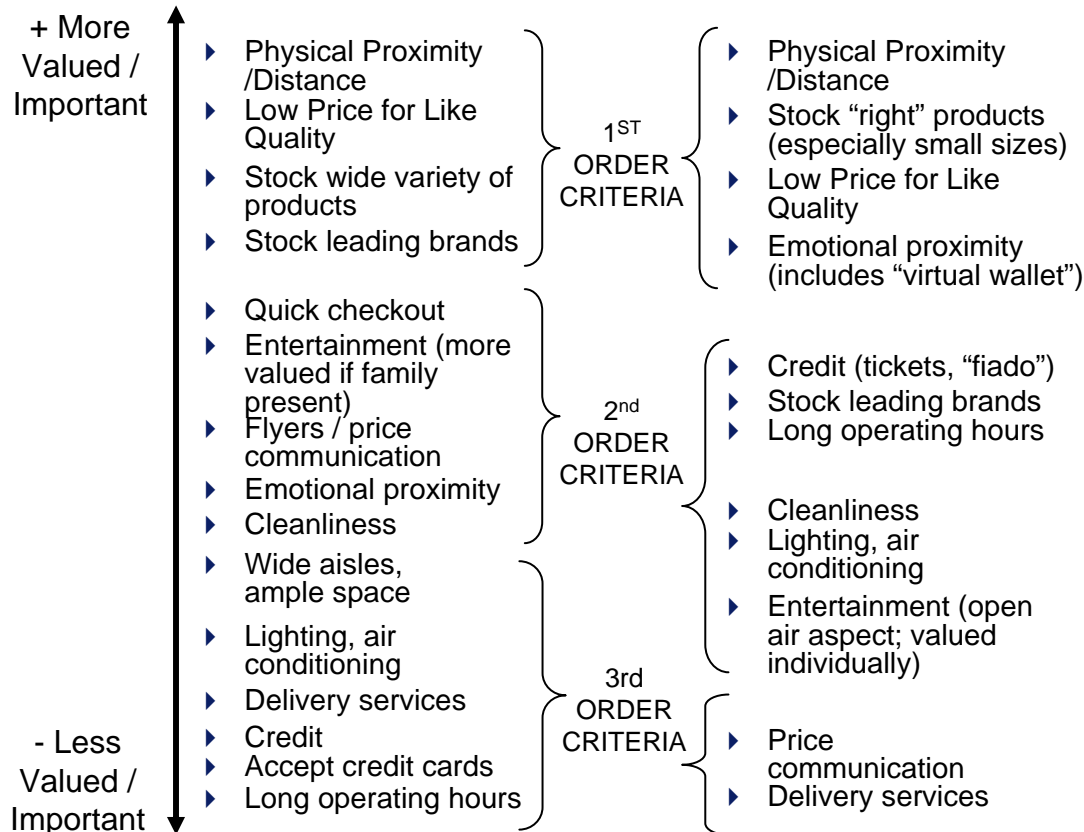 + More
Valued /
Important
Physical Proximity
/Distance
Low Price for Like
Quality
Stock wide variety of
products
Stock leading brands
Quick checkout
Entertainment (more
valued if family
present)
Flyers / price
communication
Emotional proximity
Cleanliness
Wide aisles,
ample space
Lighting, air
conditioning
Delivery services
Credit
Accept credit cards
Long operating hours
- Less
Valued /
Important
1ST
ORDER
CRITERIA
2nd
ORDER
CRITERIA
3rd
ORDER
CRITERIA
Physical Proximity
/Distance
Stock “right” products
(especially small sizes)
Low Price for Like
Quality
Emotional proximity
(includes “virtual wallet”)
Credit (tickets, “fiado”)
Stock leading brands
Long operating hours
Cleanliness
Lighting, air
conditioning
Entertainment (open
air aspect; valued
individually)
Price
communication
Delivery services